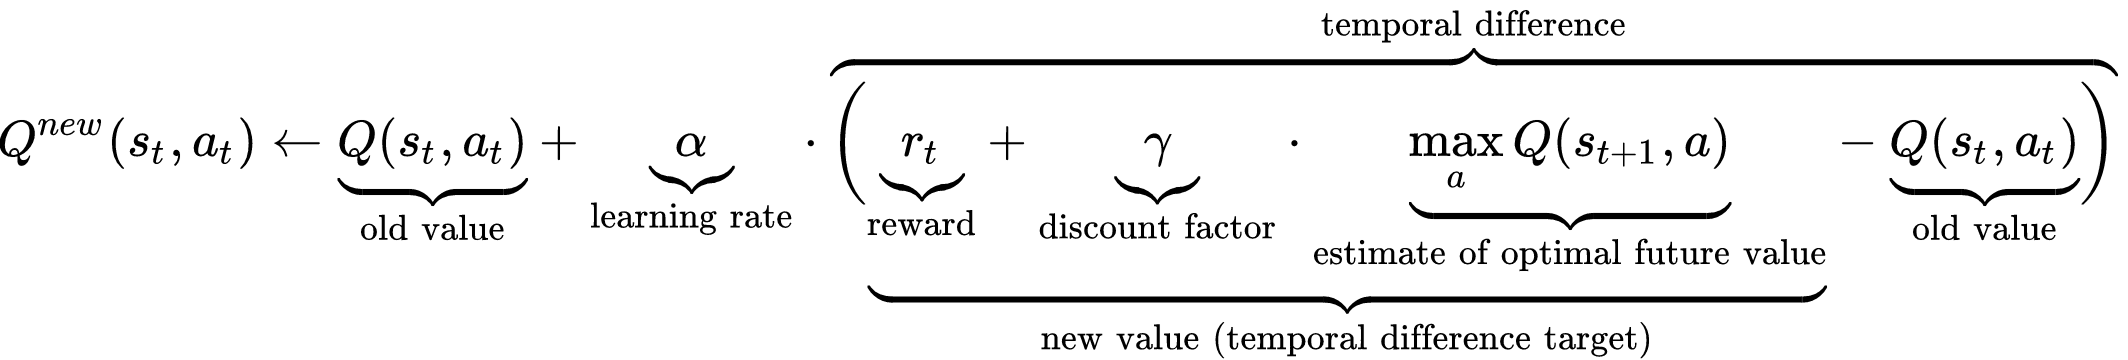 temporal difference
Q^{new}(s_t, a_t) ← Q(s_t, a_t) + α · ( r_t + γ · max_a Q(s_{t+1}, a) − Q(s_t, a_t) )
old value
learning rate
reward
discount factor
estimate of optimal future value
old value
new value (temporal difference target)